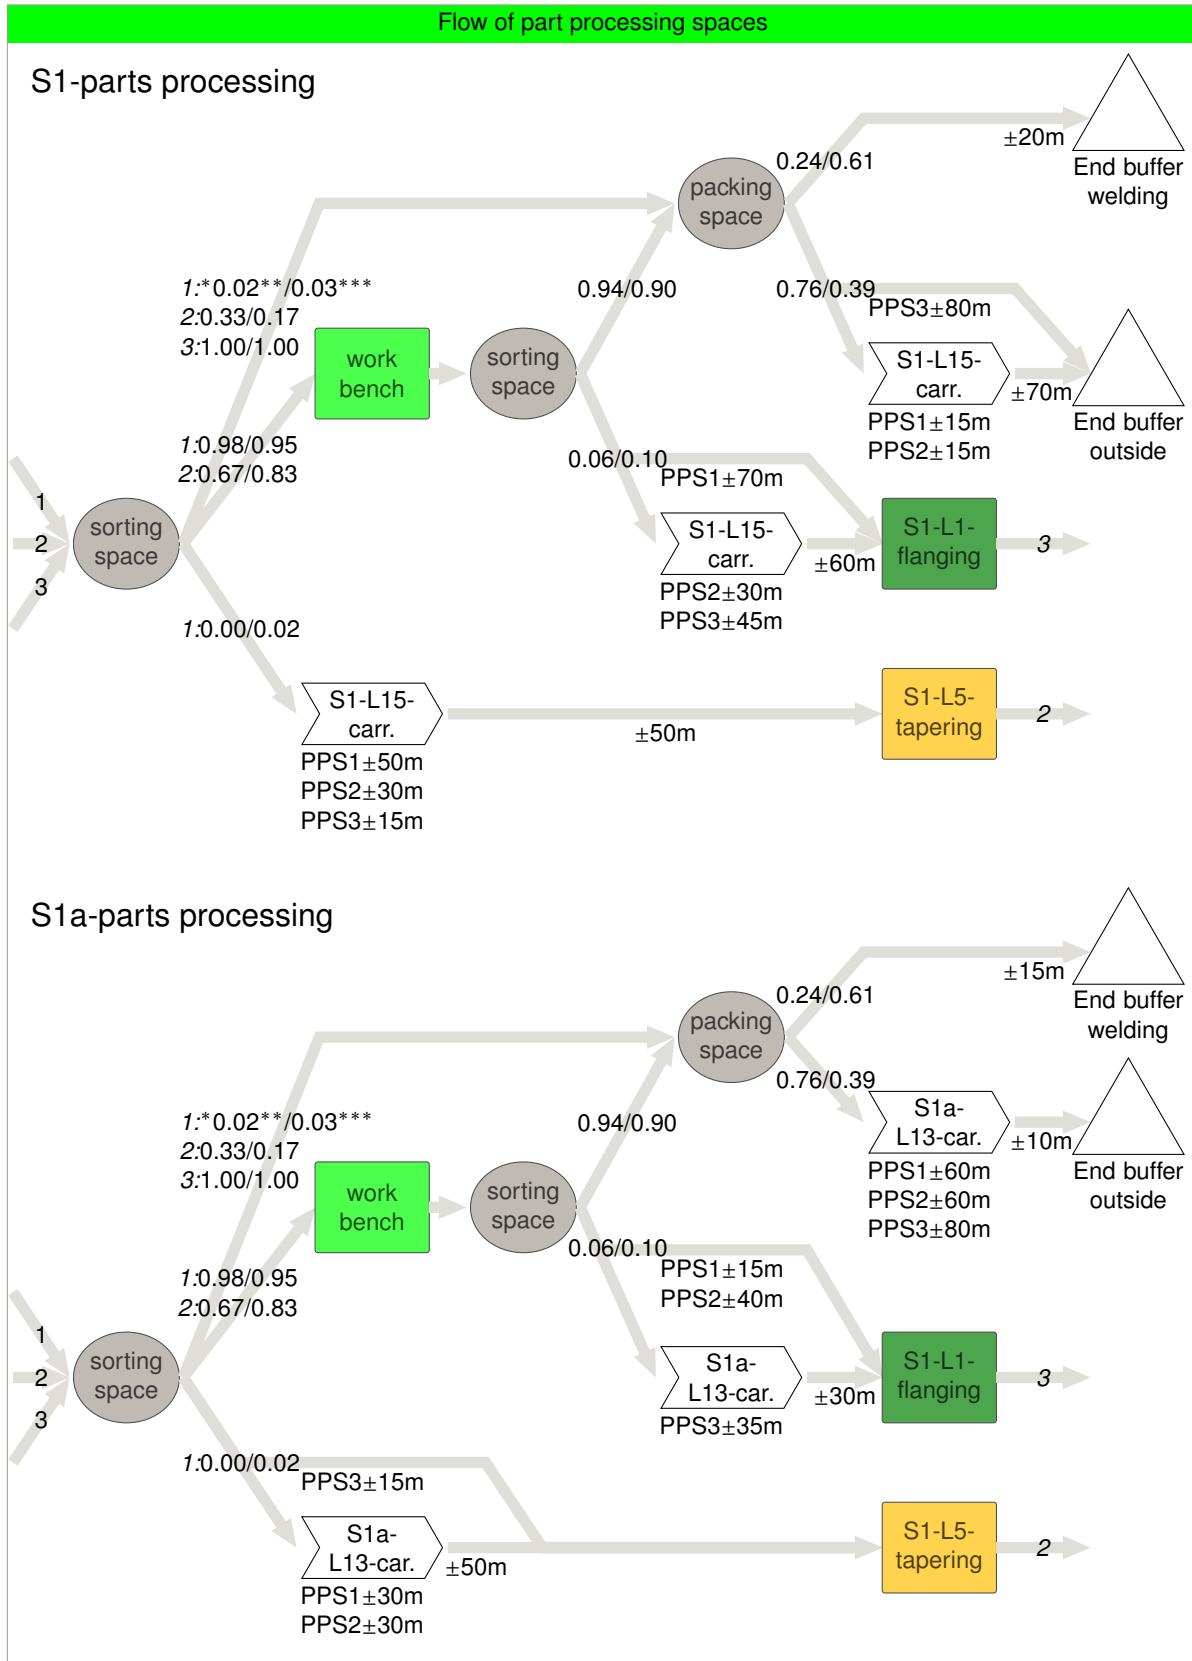 Flow of part processing spaces
S1-parts processing
±20m
End buffer
welding
0.24/0.61
packing
space
1:*0.02**/0.03***
2:0.33/0.17
3:1.00/1.00
0.94/0.90
0.76/0.39
PPS3±80m
work
bench
sorting
space
S1-L15-
carr.
±70m
PPS1±15m
PPS2±15m
End buffer
outside
1:0.98/0.95
2:0.67/0.83
0.06/0.10
PPS1±70m
1
2
3
sorting
space
S1-L15-
carr.
±60m
PPS2±30m
PPS3±45m
S1-L1-
flanging
3
1:0.00/0.02
S1-L15-
carr.
PPS1±50m
PPS2±30m
PPS3±15m
±50m
S1-L5-
tapering
2
S1a-parts processing
±15m
End buffer
welding
0.24/0.61
packing
space
0.76/0.39
1:*0.02**/0.03***
2:0.33/0.17
3:1.00/1.00
0.94/0.90
S1a-
L13-car.
±10m
PPS1±60m
PPS2±60m
PPS3±80m
End buffer
outside
work
bench
sorting
space
1:0.98/0.95
2:0.67/0.83
0.06/0.10
PPS1±15m
PPS2±40m
1
2
3
sorting
space
S1a-
L13-car.
±30m
PPS3±35m
S1-L1-
flanging
3
1:0.00/0.02
PPS3±15m
S1a-
L13-car.
±50m
PPS1±30m
PPS2±30m
S1-L5-
tapering
2